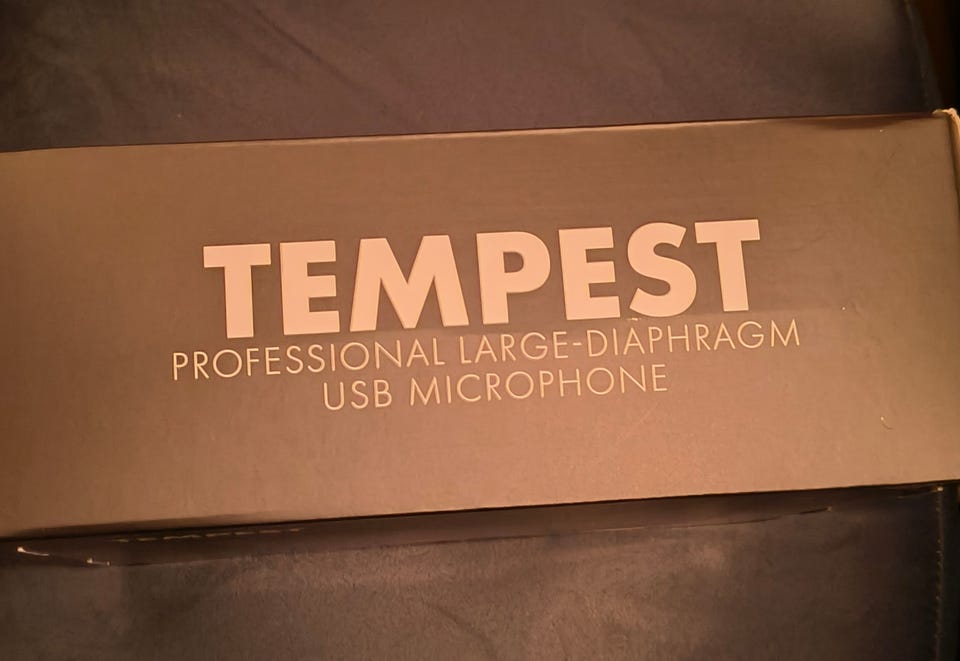 TEMPEST
PROFESSIONAL LARGE-DIAPHRAGM
USB MICROPHONE